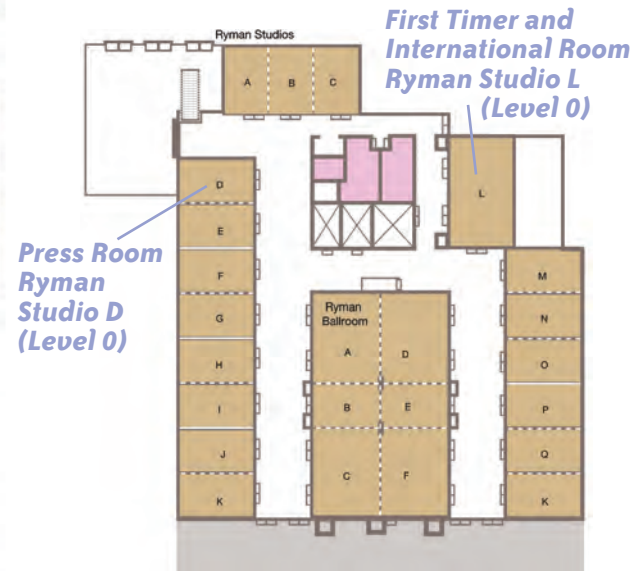 Ryman Studios
First Timer and
International Room
Ryman Studio L
(Level 0)
A B C
D
E
F
G
H
I
J
K
Press Room
Ryman
Studio D
(Level 0)
L
Ryman
Ballroom
A D
B E
C F
M
N
O
P
Q
K